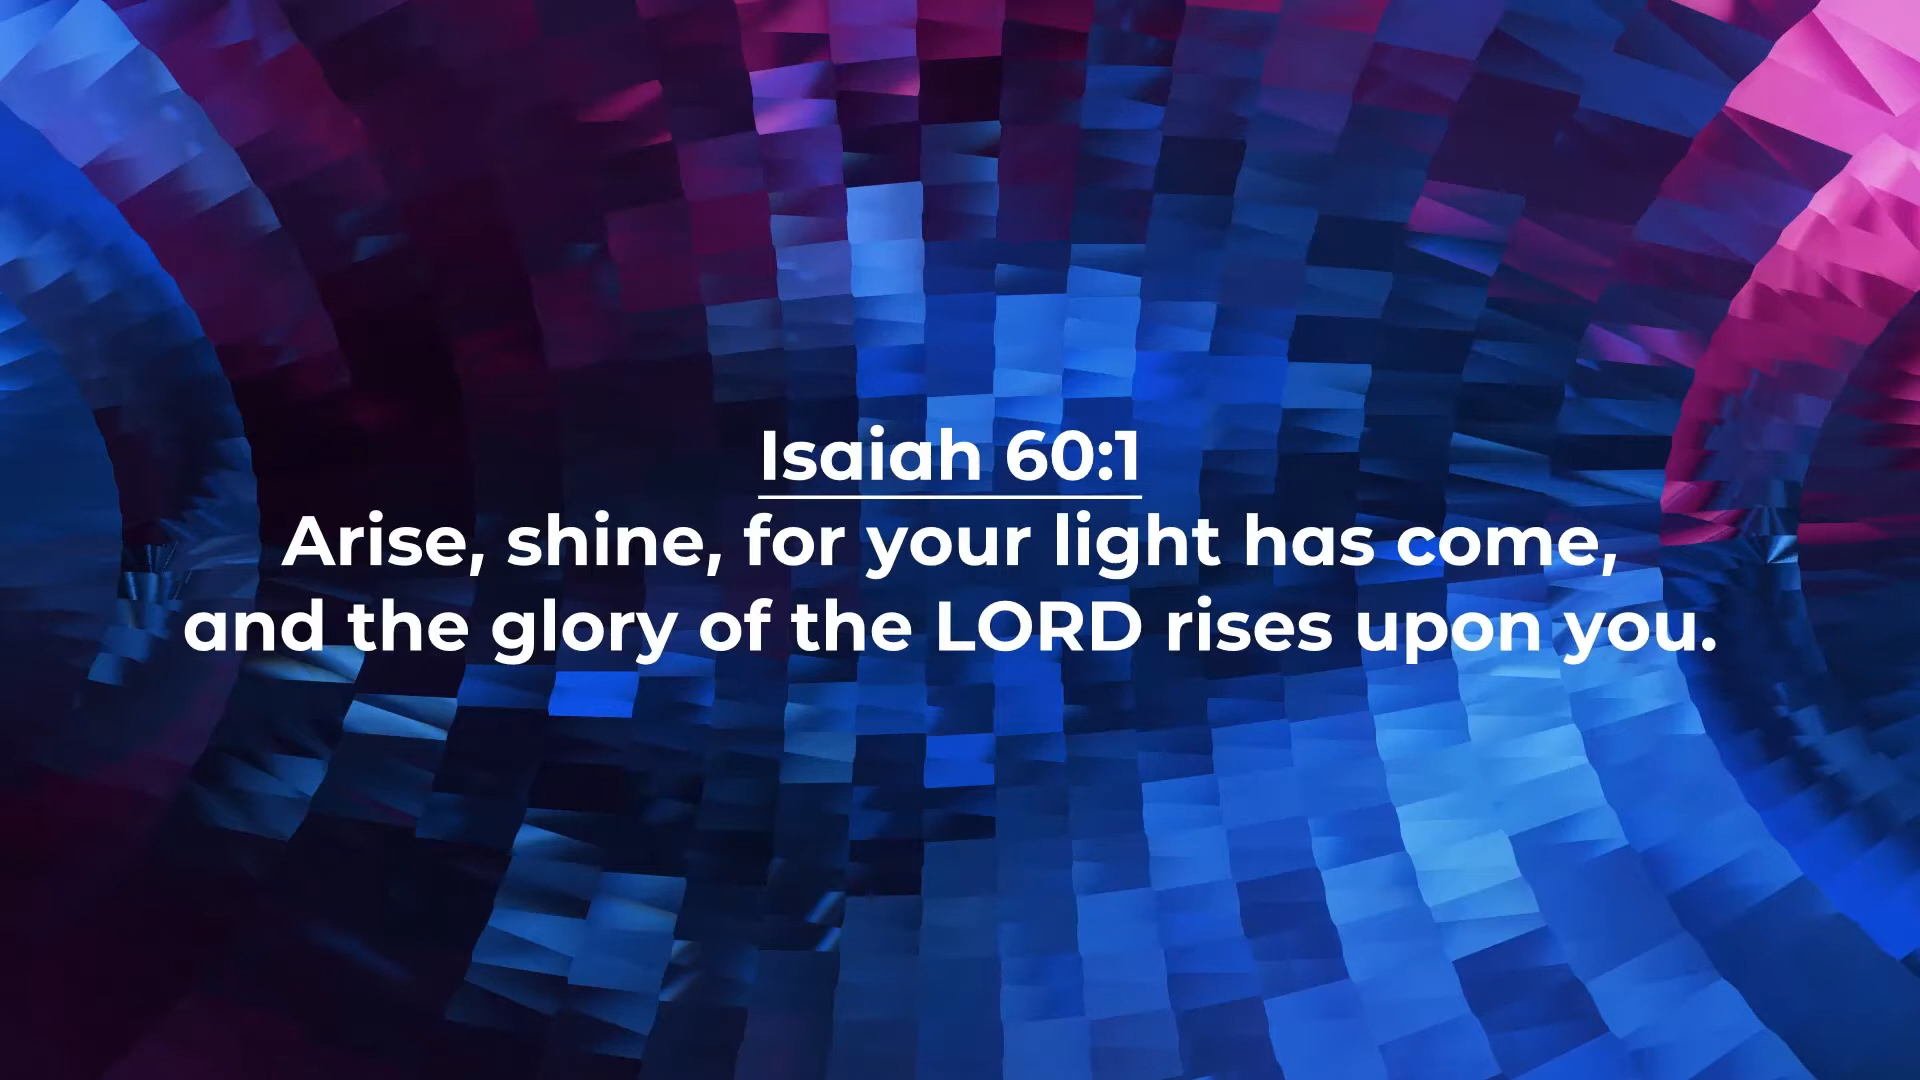 Isaiah 60:1
Arise, shine, for your light has come,
and the glory of the LORD rises upon you.